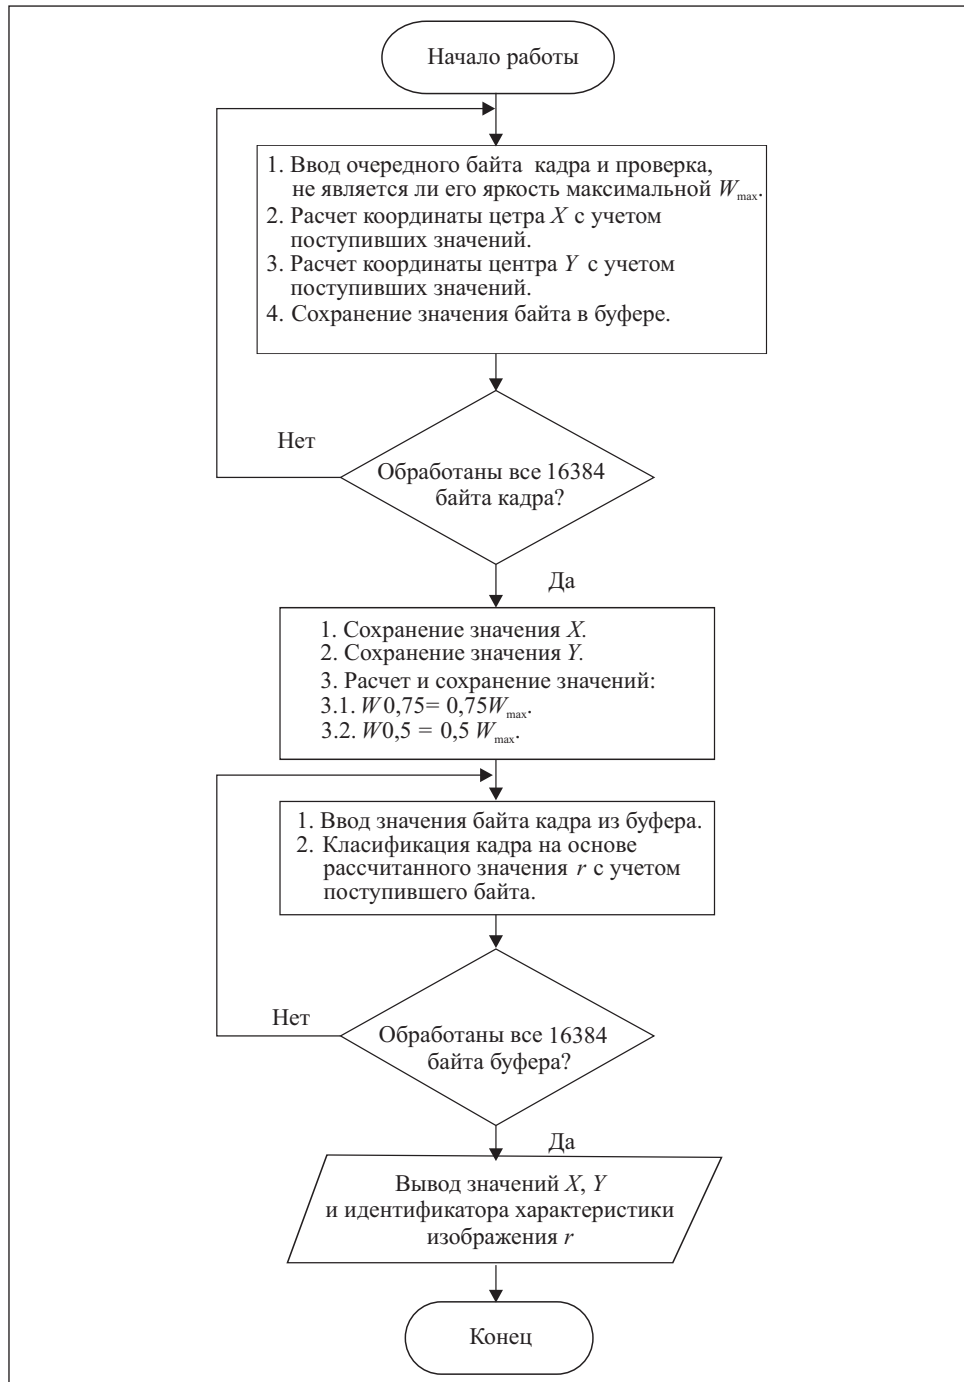 Начало работы
1. Ввод очередного байта кадра и проверка,
не является ли его яркость максимальной Wmax.
2. Расчет координаты цетра X с учетом
поступивших значений.
3. Расчет координаты центра Y с учетом
поступивших значений.
4. Сохранение значения байта в буфере.
Нет
Обработаны все 16384
байта кадра?
Да
1. Сохранение значения X.
2. Сохранение значения Y.
3. Расчет и сохранение значений:
3.1. W0,75= 0,75Wmax.
3.2. W0,5 = 0,5 Wmax.
1. Ввод значения байта кадра из буфера.
2. Класификация кадра на основе
рассчитанного значения r с учетом
поступившего байта.
Нет
Обработаны все 16384
байта буфера?
Да
Вывод значений X, Y
и идентификатора характеристики
изображения r
Конец